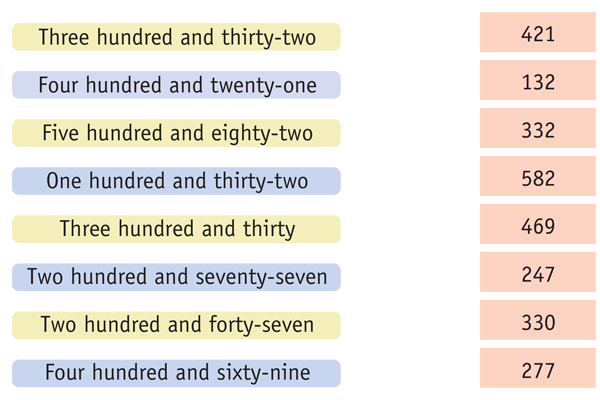 Three hundred and thirty-two 421
Four hundred and twenty-one 132
Five hundred and eighty-two 332
One hundred and thirty-two 582
Three hundred and thirty 469
Two hundred and seventy-seven 247
Two hundred and forty-seven 330
Four hundred and sixty-nine 277